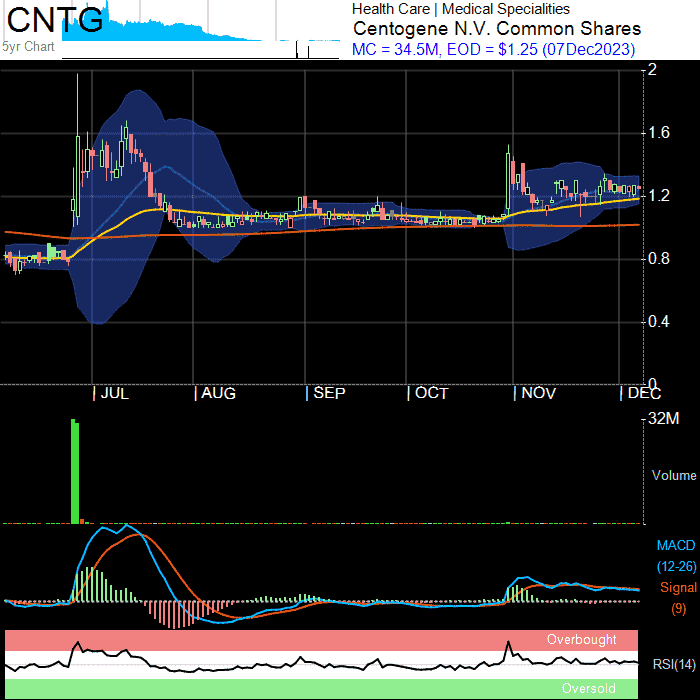 CNTG
5yr Chart
Health Care | Medical Specialities
Centogene N.V. Common Shares
MC = 34.5M, EOD = $1.25 (07Dec2023)
2
1.6
1.2
0.8
0.4
0
| JUL | AUG | SEP | OCT | NOV | DEC
32M
Volume
MACD
(12-26)
Signal
(9)
Overbought
RSI(14)
Oversold